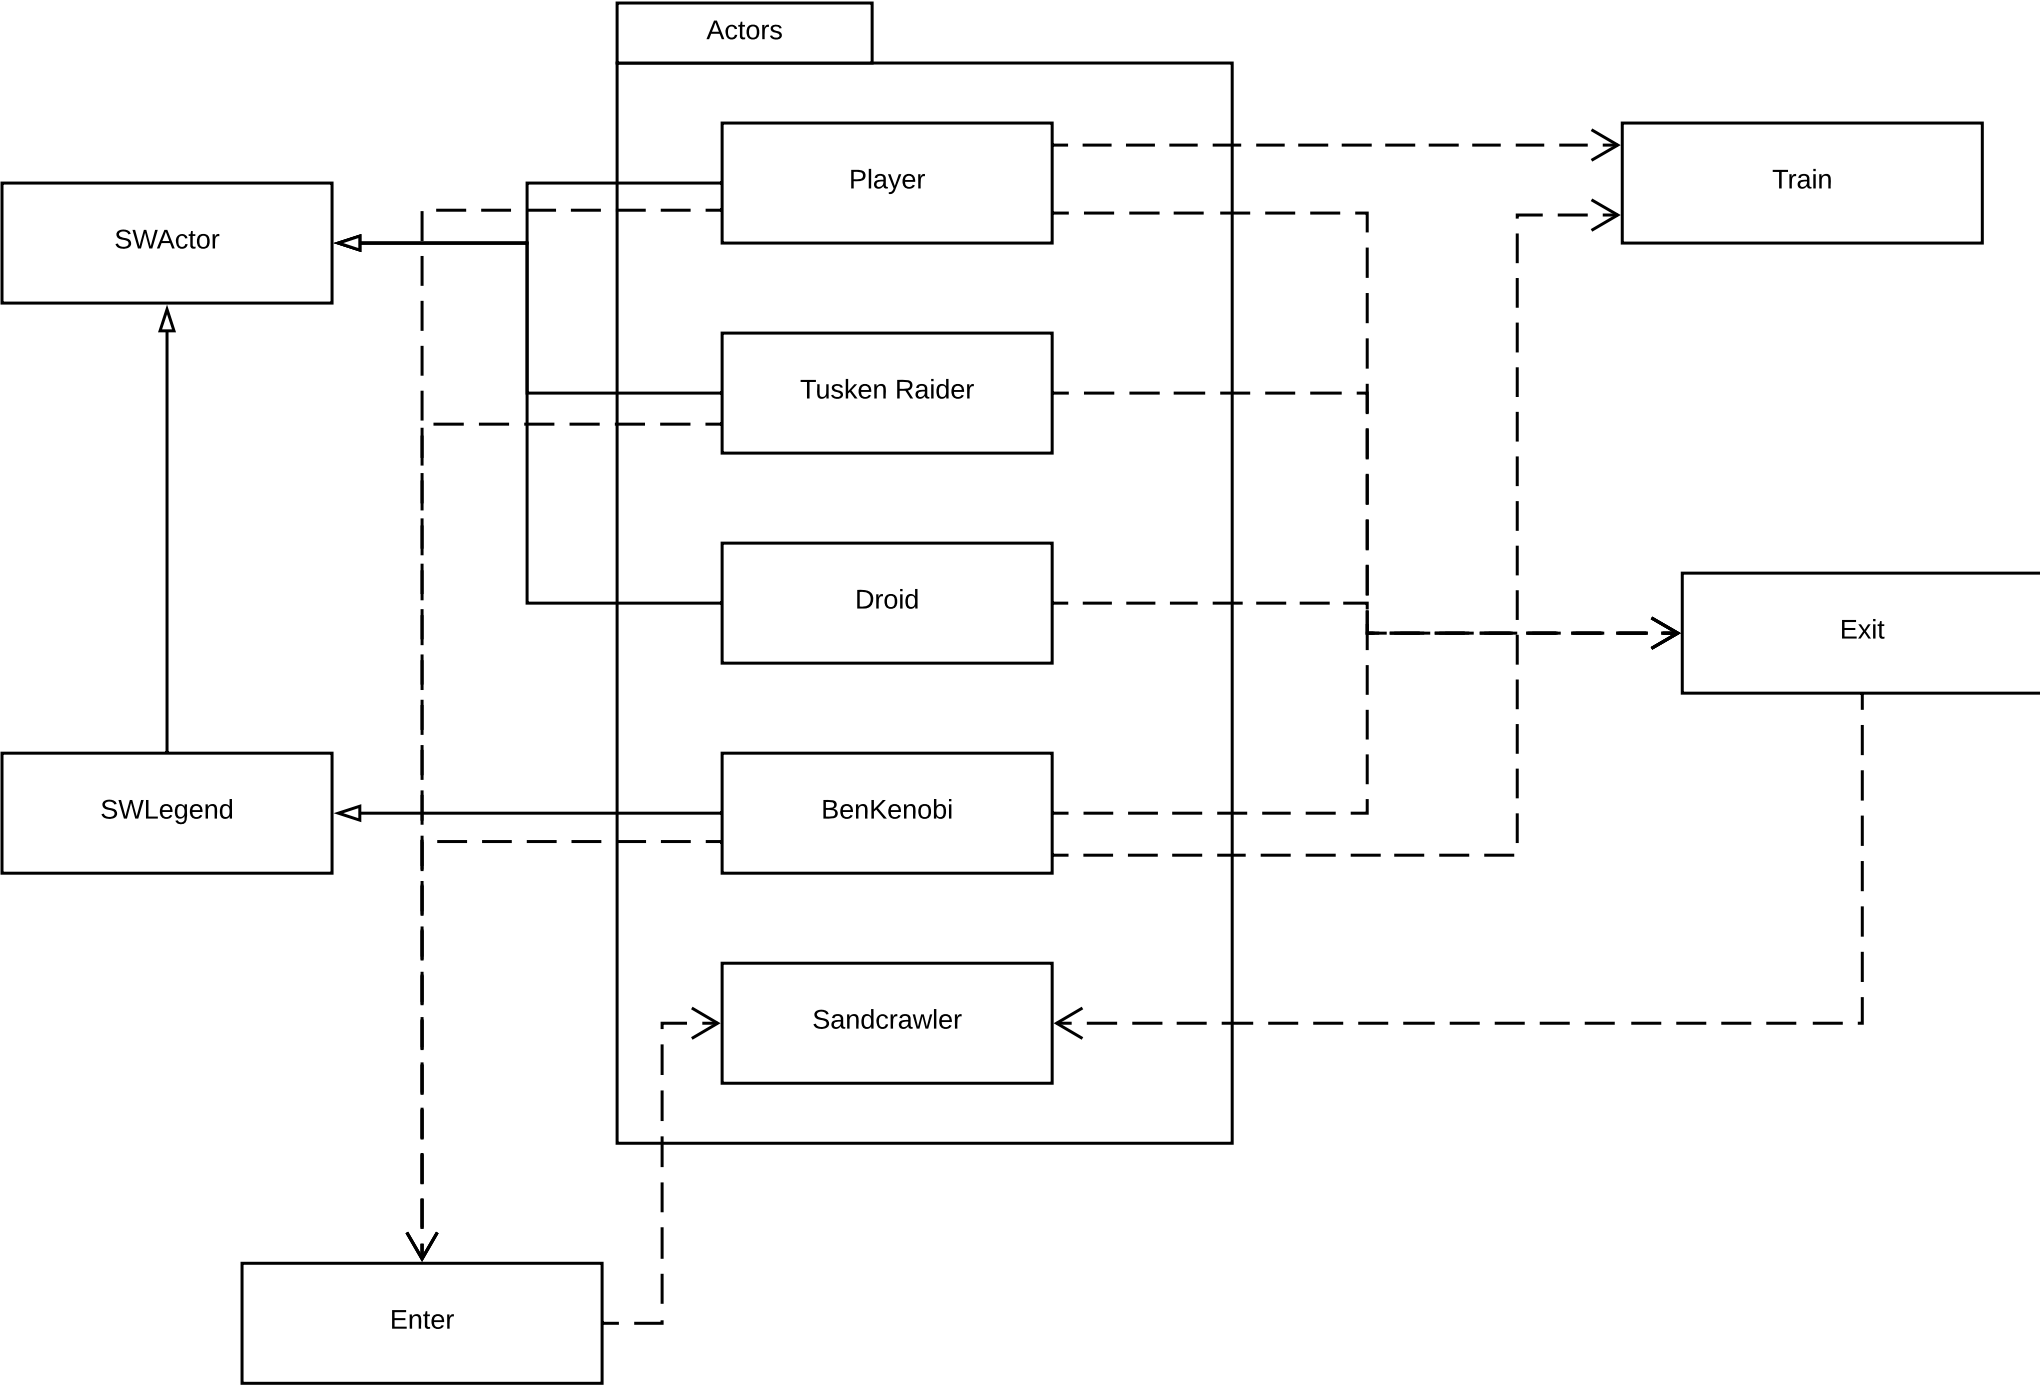 Actors
Player
Train
SWActor
Tusken Raider
Droid
Exit
SWLegend
BenKenobi
Sandcrawler
Enter